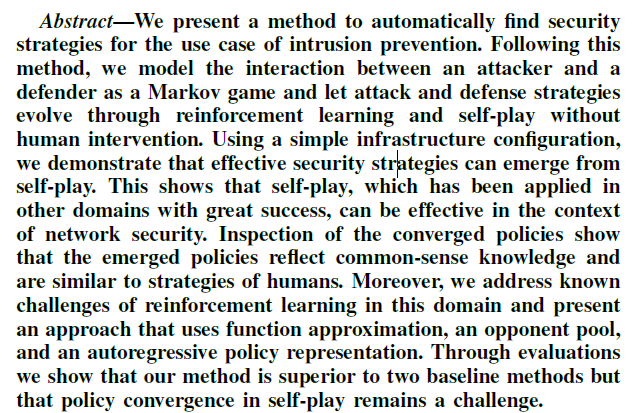 Abstract—We present a method to automatically find security
strategies for the use case of intrusion prevention. Following this
method, we model the interaction between an attacker and a
defender as a Markov game and let attack and defense strategies
evolve through reinforcement learning and self-play without
human intervention. Using a simple infrastructure configuration,
we demonstrate that effective security strategies can emerge from
self-play. This shows that self-play, which has been applied in
other domains with great success, can be effective in the context
of network security. Inspection of the converged policies show
that the emerged policies reflect common-sense knowledge and
are similar to strategies of humans. Moreover, we address known
challenges of reinforcement learning in this domain and present
an approach that uses function approximation, an opponent pool,
and an autoregressive policy representation. Through evaluations
we show that our method is superior to two baseline methods but
that policy convergence in self-play remains a challenge.